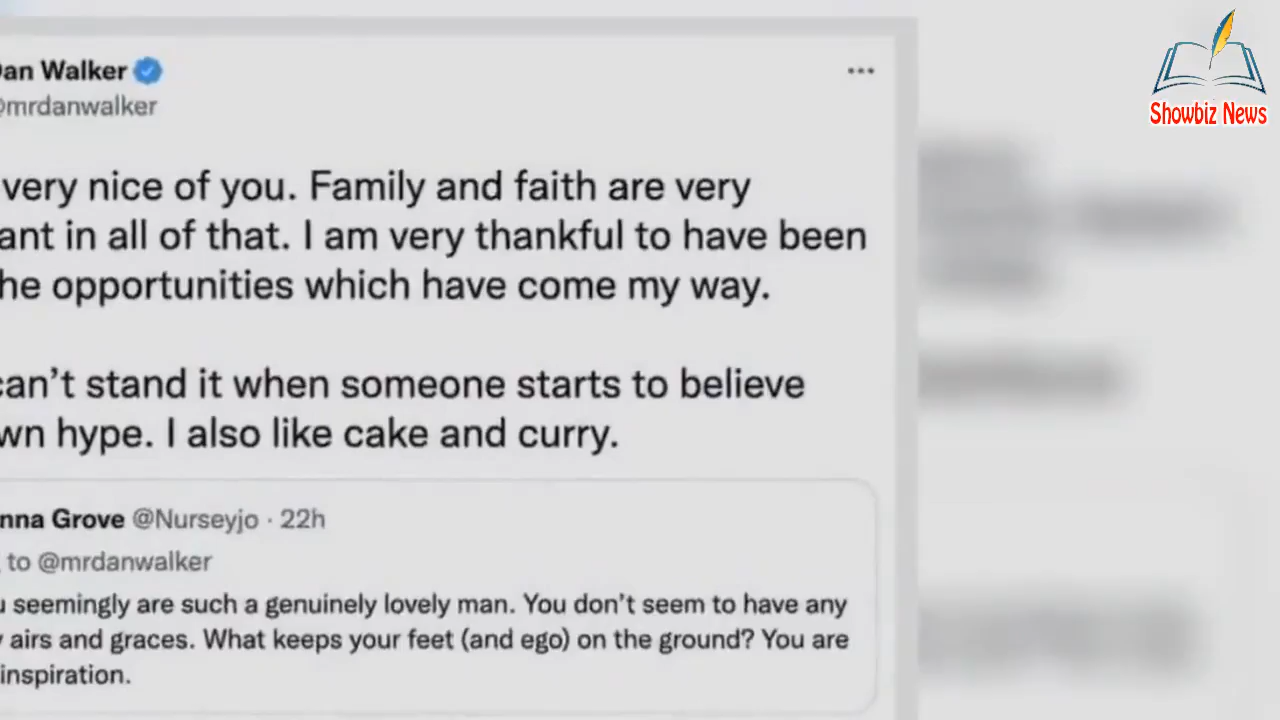 Dan Walker
@mrdanwalker
Showbiz News
very nice of you. Family and faith are very
ant in all of that. I am very thankful to have been
he opportunities which have come my way.
can't stand it when someone starts to believe
wn hype. I also like cake and curry.
nna Grove @Nurseyjo · 22h
to @mrdanwalker
u seemingly are such a genuinely lovely man. You don't seem to have any
airs and graces. What keeps your feet (and ego) on the ground? You are
inspiration.